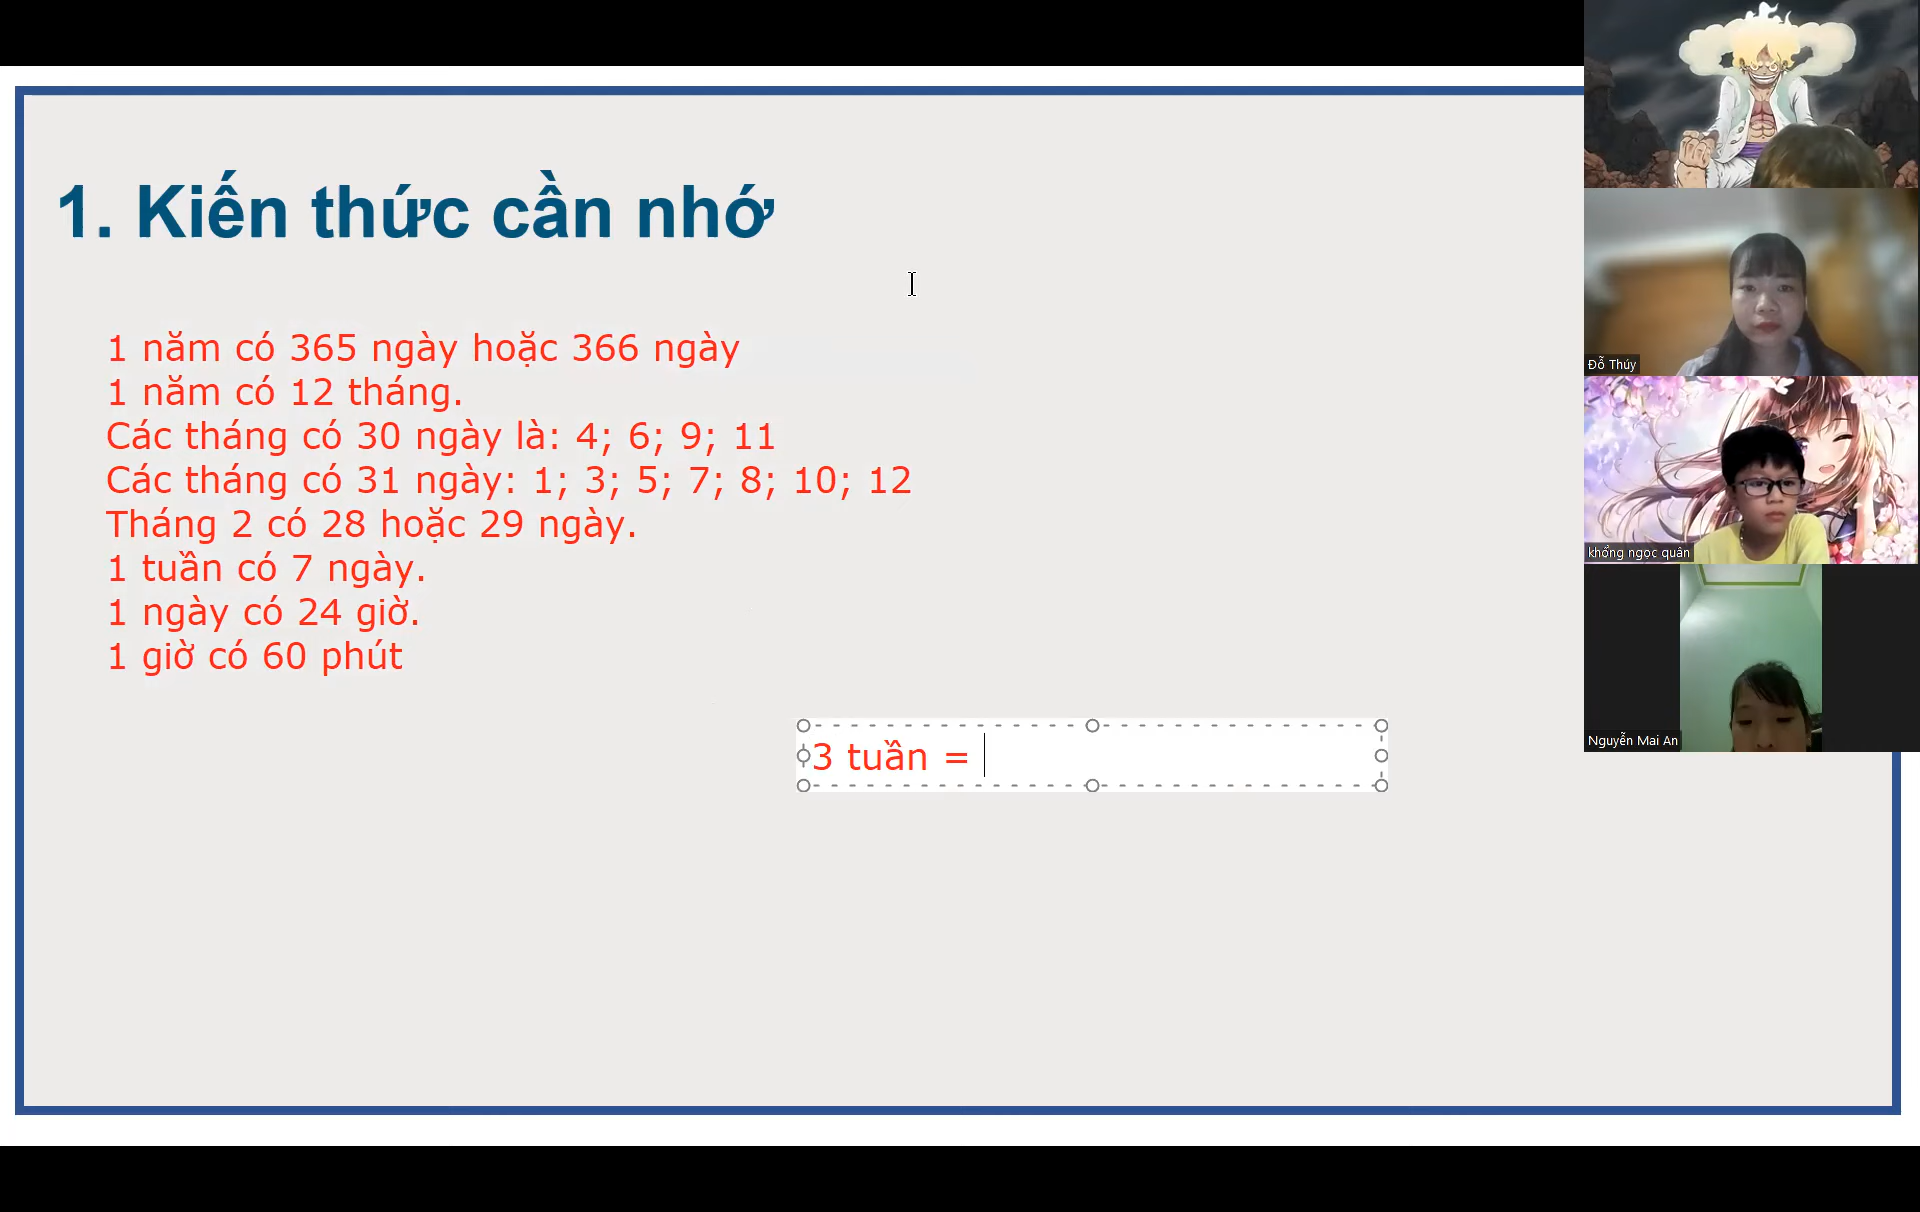 1. Kiến thức cần nhớ
1 năm có 365 ngày hoặc 366 ngày
1 năm có 12 tháng.
Các tháng có 30 ngày là: 4; 6; 9; 11
Các tháng có 31 ngày: 1; 3; 5; 7; 8; 10; 12
Tháng 2 có 28 hoặc 29 ngày.
1 tuần có 7 ngày.
1 ngày có 24 giờ.
1 giờ có 60 phút
3 tuần =
Đỗ Thúy
khổng ngọc quân
Nguyễn Mai An